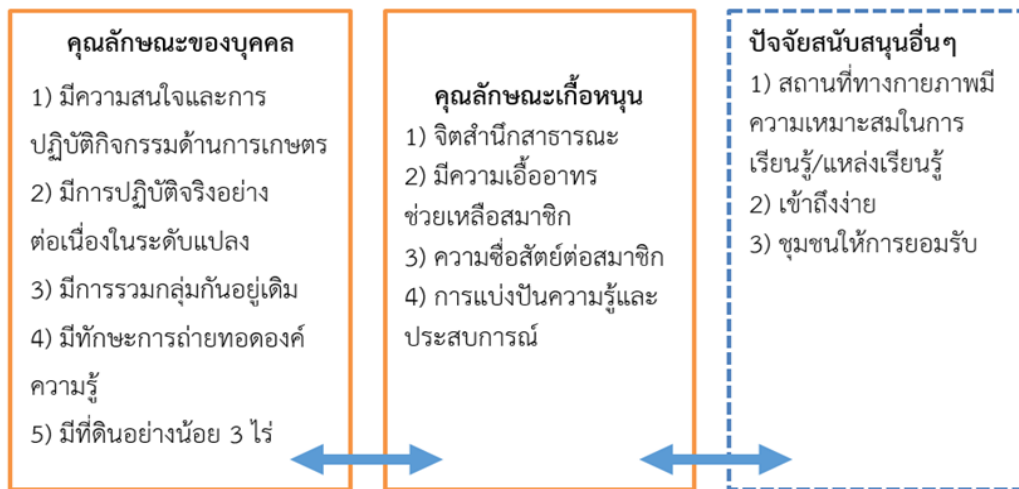 คุณลักษณะของบุคคล
1) มีความสนใจและการ
ปฏิบัติกิจกรรมด้านการเกษตร
2) มีการปฏิบัติจริงอย่าง
ต่อเนื่องในระดับแปลง
3) มีการรวมกลุ่มกันอยู่เดิม
4) มีทักษะการถ่ายทอดองค์
ความรู้
5) มีที่ดินอย่างน้อย 3 ไร่
คุณลักษณะเกื้อหนุน
1) จิตสำนึกสาธารณะ
2) มีความเอื้ออาทร
ช่วยเหลือสมาชิก
3) ความซื่อสัตย์ต่อสมาชิก
4) การแบ่งปันความรู้และ
ประสบการณ์
ปัจจัยสนับสนุนอื่นๆ
1) สถานที่ทางกายภาพมี
ความเหมาะสมในการ
เรียนรู้/แหล่งเรียนรู้
2) เข้าถึงง่าย
3) ชุมชนให้การยอมรับ